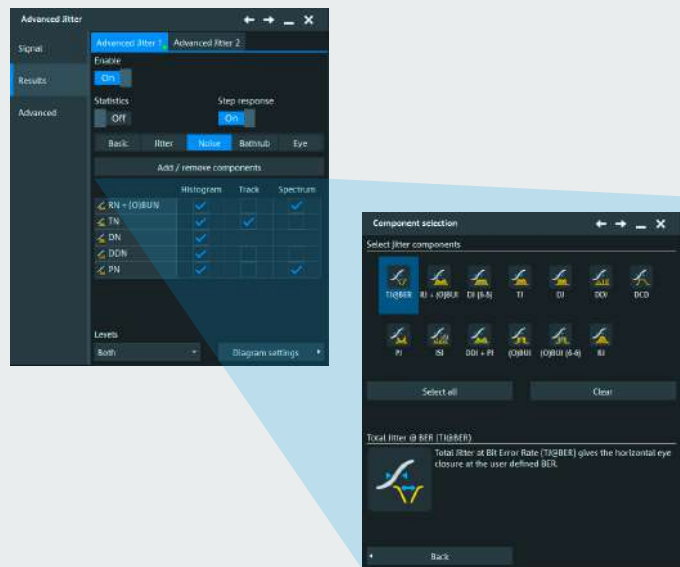 Advanced Jitter
Signal
Results
Advanced
Advanced Jitter 1
Advanced Jitter 2
Enable
On
Statistics
Off
Step response
On
Basic
Jitter
Noise
Bathtub
Eye
Add / remove components
Histogram Track Spectrum
RN + (O)BUN
TN
DN
DDN
PN
Levels
Both
Diagram settings
Component selection
Select jitter components
TJ@BER
RJ + (O)BUJ
DJ (δ-δ)
TJ
DJ
DDJ
DCD
PJ
ISI
DDJ + PJ
(O)BUJ
(O)BUJ (δ-δ)
RJ
Select all
Clear
Total Jitter @ BER (TJ@BER)
Total Jitter at Bit Error Rate (TJ@BER) gives the horizontal eye
closure at the user defined BER.
Back